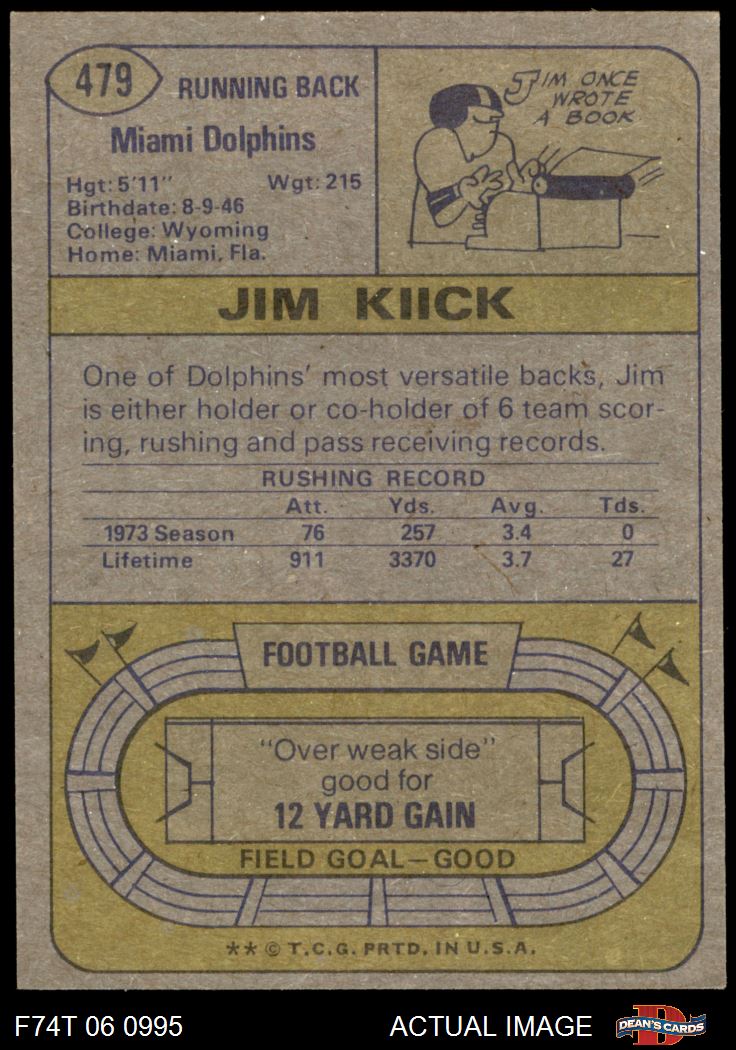 479
RUNNING BACK
Miami Dolphins
Hgt: 5'11" Wgt: 215
Birthdate: 8-9-46
College: Wyoming
Home: Miami, Fla.
JIM ONCE
WROTE
A BOOK
JIM KIICK
One of Dolphins' most versatile backs, Jim
is either holder or co-holder of 6 team scor-
ing, rushing and pass receiving records.
RUSHING RECORD
Att. Yds. Avg. Tds.
1973 Season 76 257 3.4 0
Lifetime 911 3370 3.7 27
FOOTBALL GAME
"Over weak side"
good for
12 YARD GAIN
FIELD GOAL—GOOD
** © T.C.G. PRTD. IN U.S.A.
F74T 06 0995 ACTUAL IMAGE
D
DEAN'S CARDS